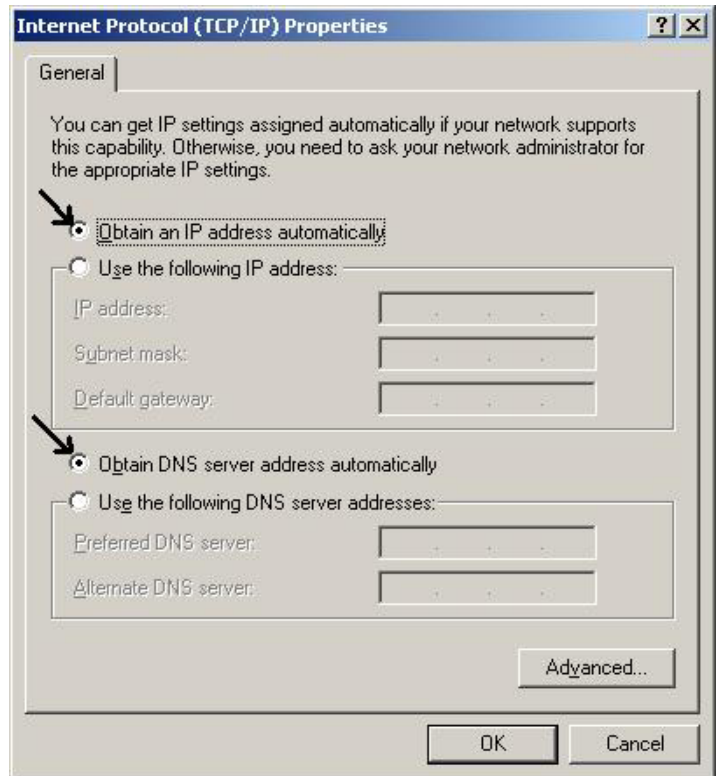 Internet Protocol (TCP/IP) Properties
General
You can get IP settings assigned automatically if your network supports
this capability. Otherwise, you need to ask your network administrator for
the appropriate IP settings.
Obtain an IP address automatically
Use the following IP address:
IP address:
Subnet mask:
Default gateway:
Obtain DNS server address automatically
Use the following DNS server addresses:
Preferred DNS server:
Alternate DNS server:
Advanced...
OK Cancel